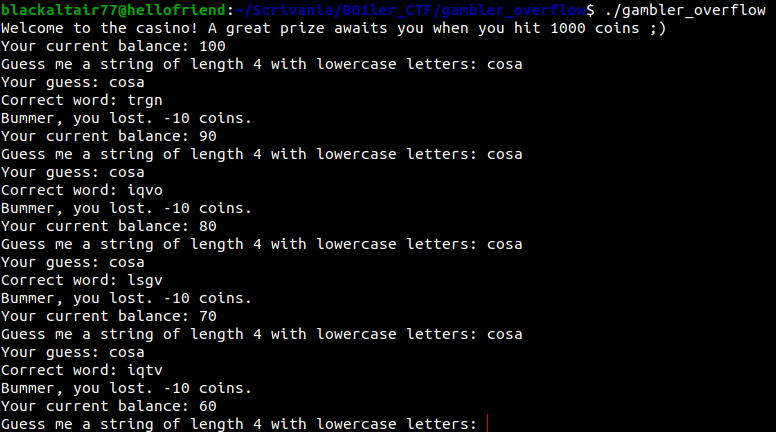 blackaltair77@hellofriend:~/Scrivania/B01ler_CTF/gambler_overflow$ ./gambler_overflow
Welcome to the casino! A great prize awaits you when you hit 1000 coins ;)
Your current balance: 100
Guess me a string of length 4 with lowercase letters: cosa
Your guess: cosa
Correct word: trgn
Bummer, you lost. -10 coins.
Your current balance: 90
Guess me a string of length 4 with lowercase letters: cosa
Your guess: cosa
Correct word: iqvo
Bummer, you lost. -10 coins.
Your current balance: 80
Guess me a string of length 4 with lowercase letters: cosa
Your guess: cosa
Correct word: lsgv
Bummer, you lost. -10 coins.
Your current balance: 70
Guess me a string of length 4 with lowercase letters: cosa
Your guess: cosa
Correct word: iqtv
Bummer, you lost. -10 coins.
Your current balance: 60
Guess me a string of length 4 with lowercase letters: